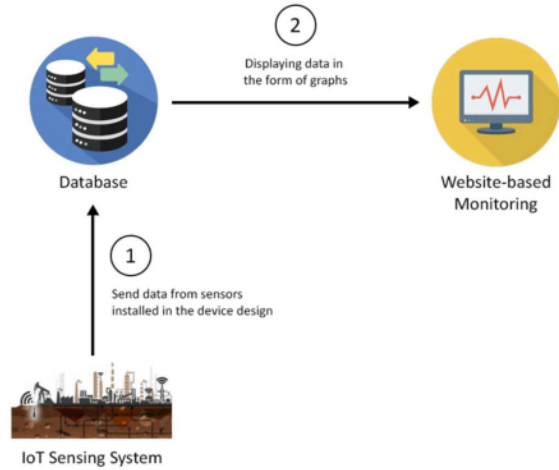 2
Displaying data in
the form of graphs
Database
Website-based
Monitoring
1
Send data from sensors
installed in the device design
IoT Sensing System